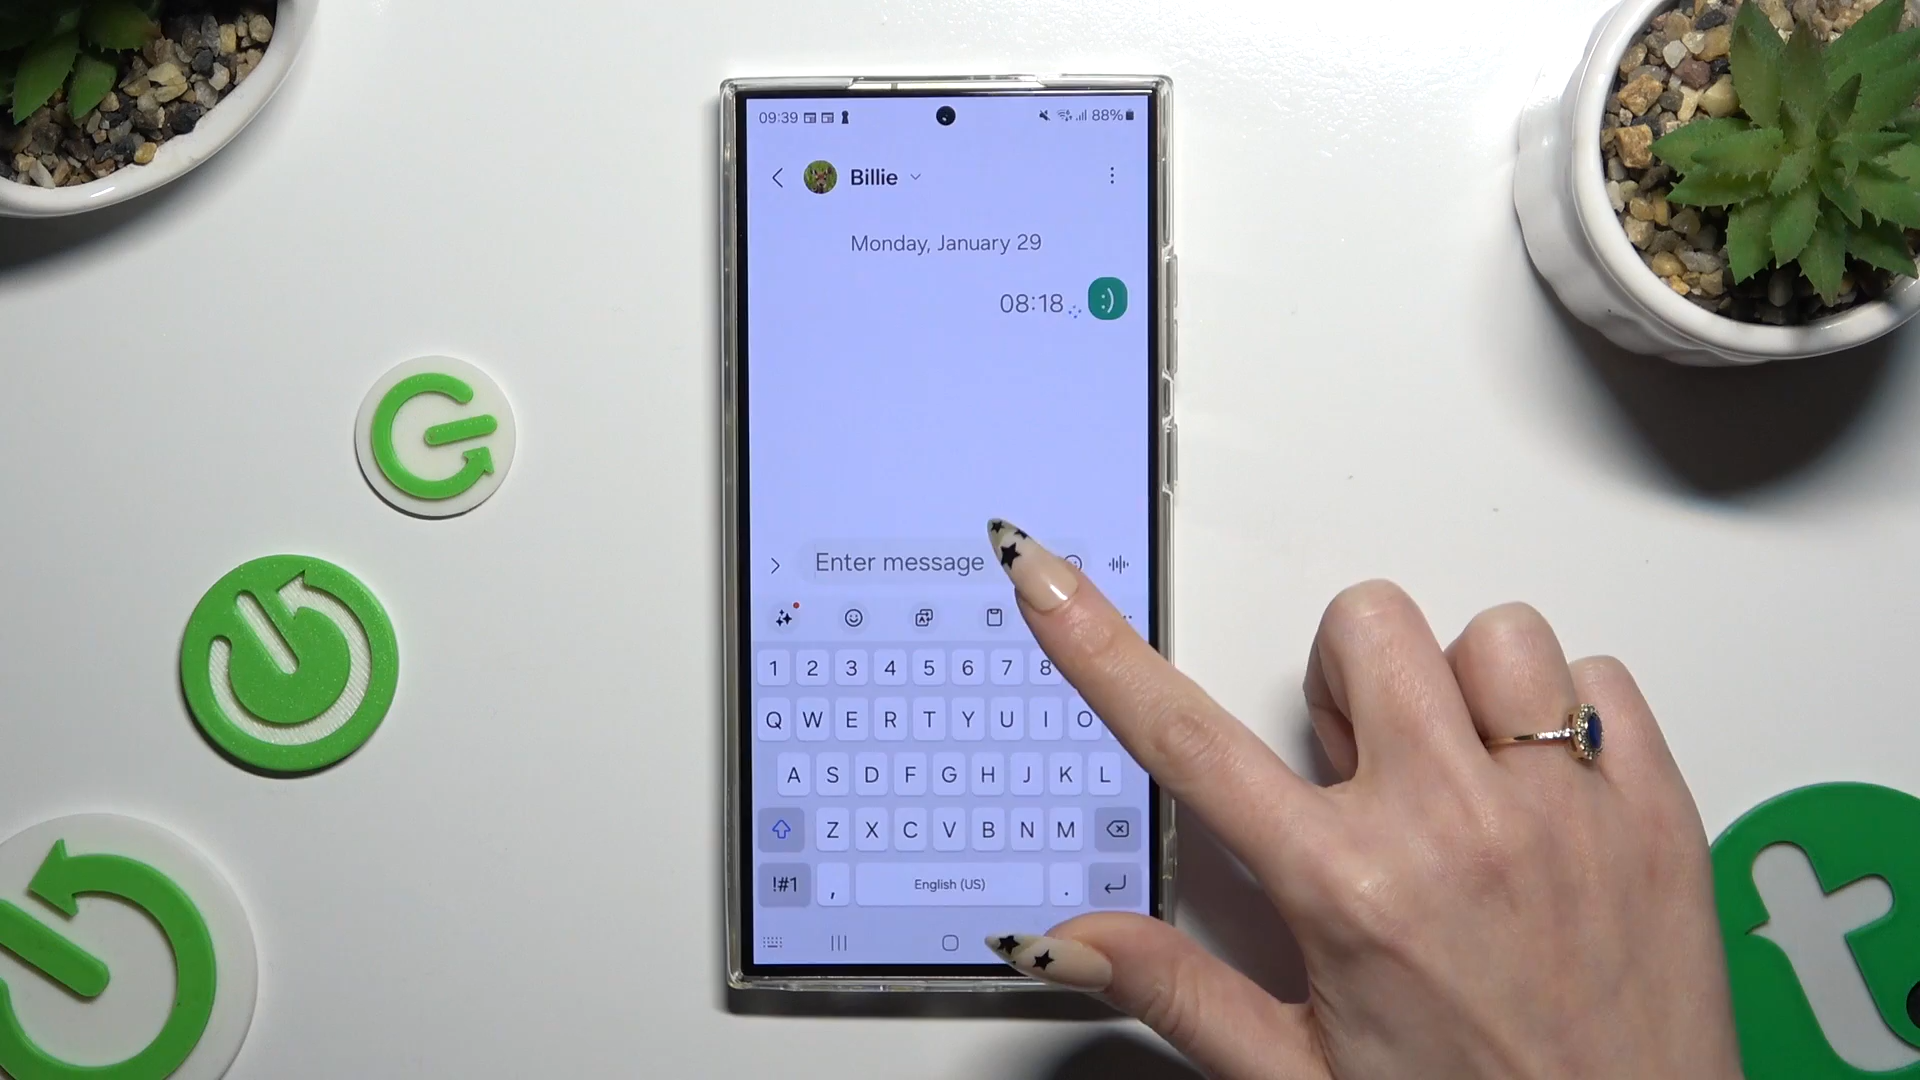 09:39 88%
Billie
Monday, January 29
08:18 :)
Enter message
1 2 3 4 5 6 7 8
Q W E R T Y U I O
A S D F G H J K L
Z X C V B N M
!#1 , English (US) .
t